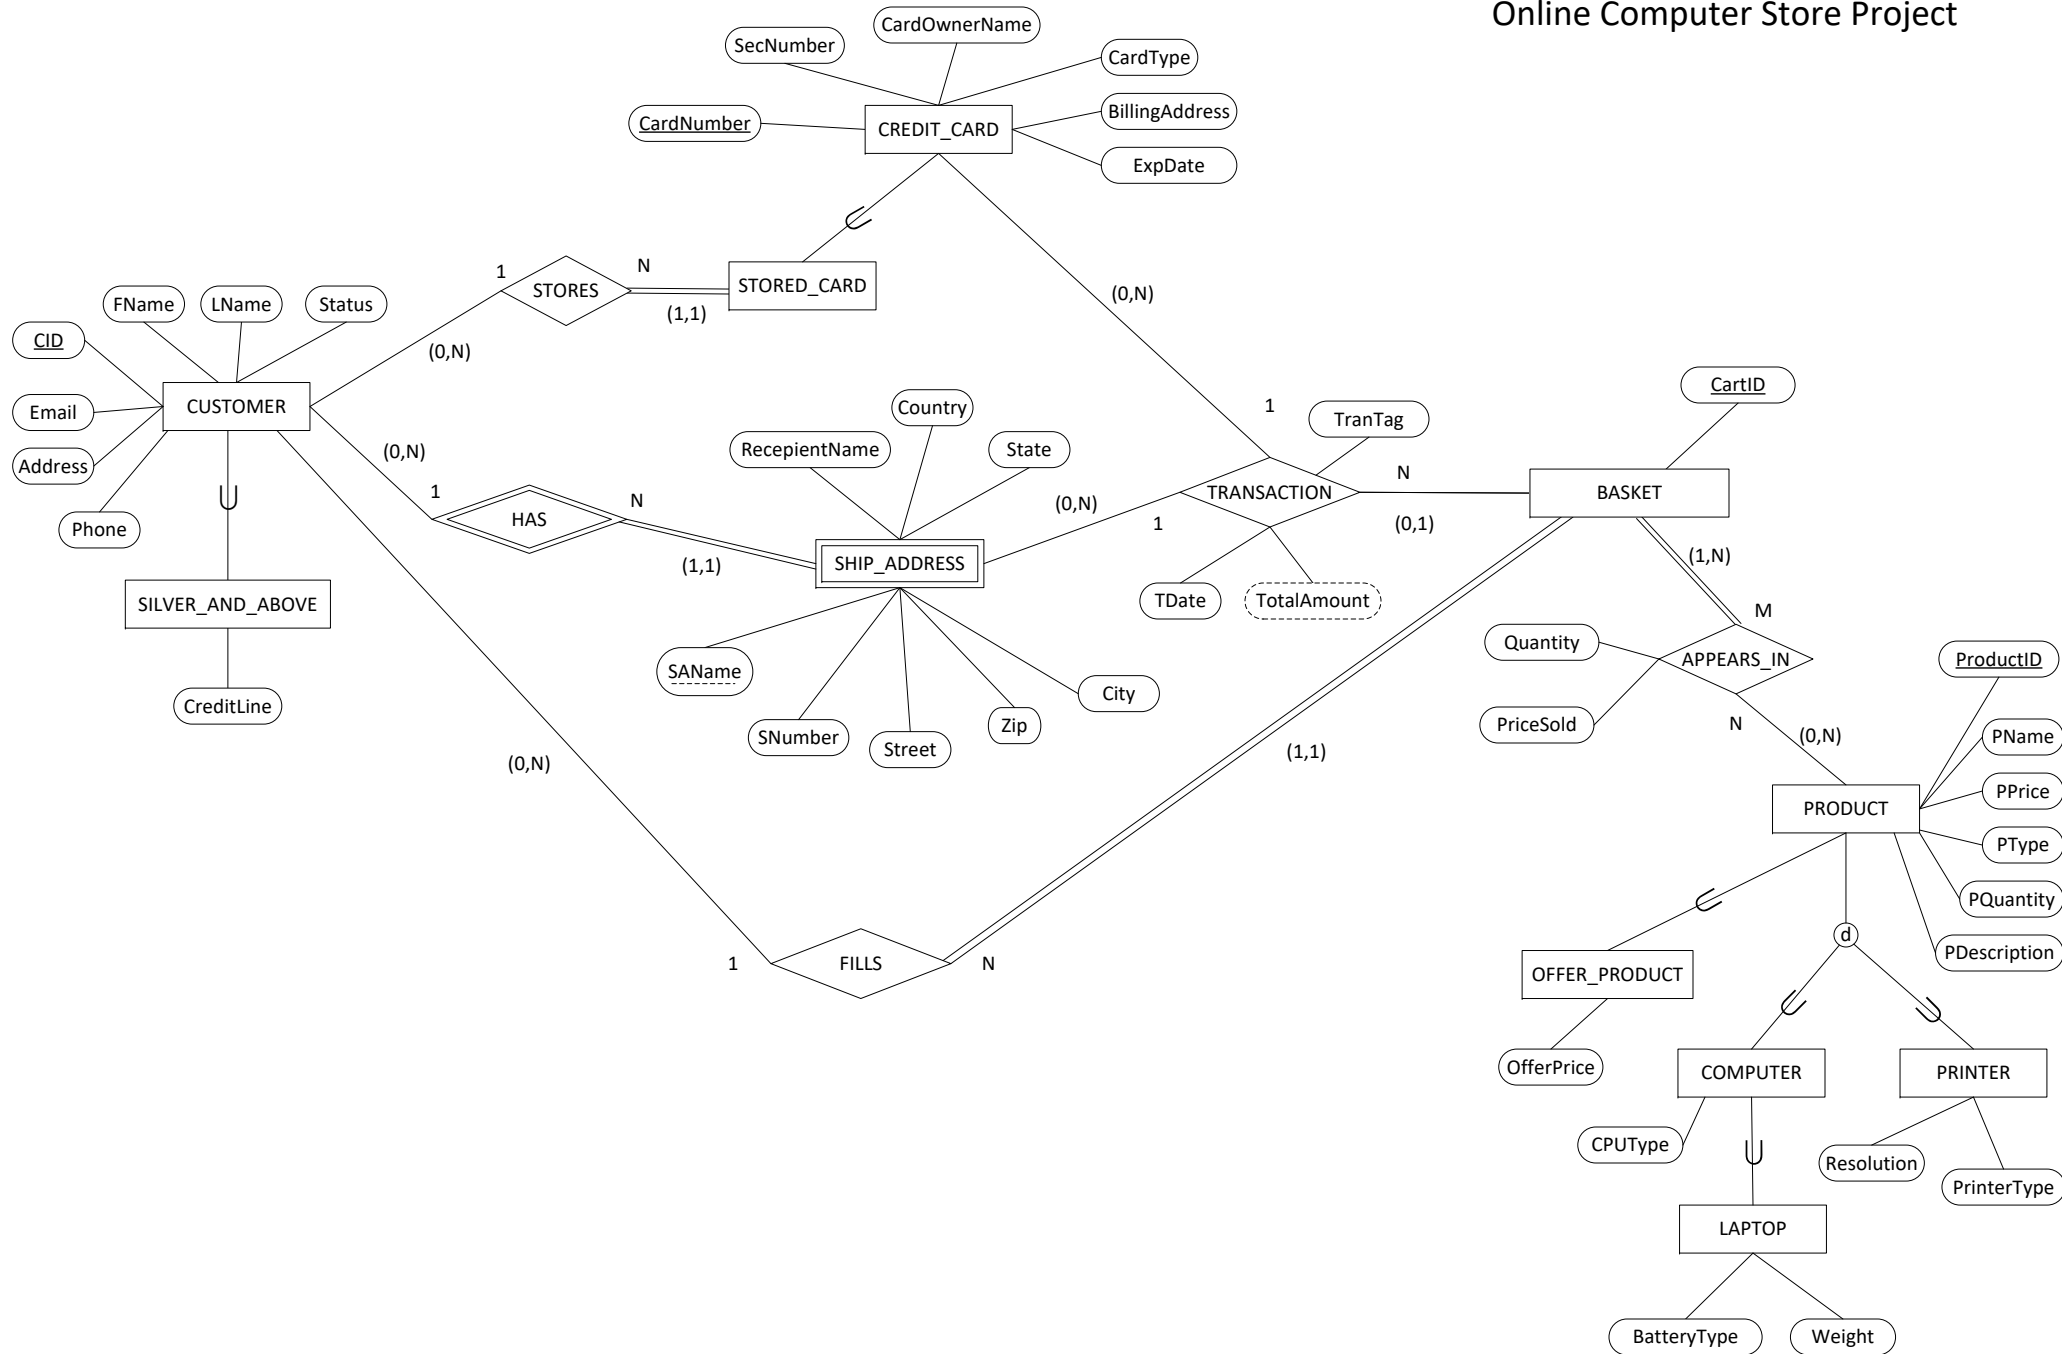 Online Computer Store Project
CardOwnerName
SecNumber
CardType
CardNumber
CREDIT_CARD
BillingAddress
ExpDate
1
N
STORES
STORED_CARD
(1,1)
(0,N)
(0,N)
FName
LName
Status
CID
Email
CUSTOMER
Address
Phone
SILVER_AND_ABOVE
CreditLine
(0,N)
1
HAS
N
(1,1)
RecepientName
Country
State
SHIP_ADDRESS
SAName
SNumber
Street
Zip
City
(0,N)
1
1
TranTag
TRANSACTION
N
(0,1)
TDate
TotalAmount
CartID
BASKET
(1,N)
M
Quantity
APPEARS_IN
PriceSold
N
(0,N)
ProductID
PName
PPrice
PRODUCT
PType
PQuantity
PDescription
(0,N)
(1,1)
1
FILLS
N
d
OFFER_PRODUCT
OfferPrice
COMPUTER
PRINTER
CPUType
Resolution
PrinterType
LAPTOP
BatteryType
Weight